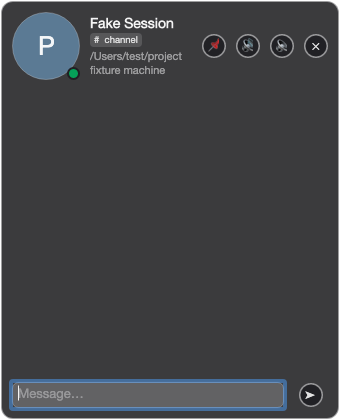 P
Fake Session
# channel
/Users/test/project
fixture machine
Message…